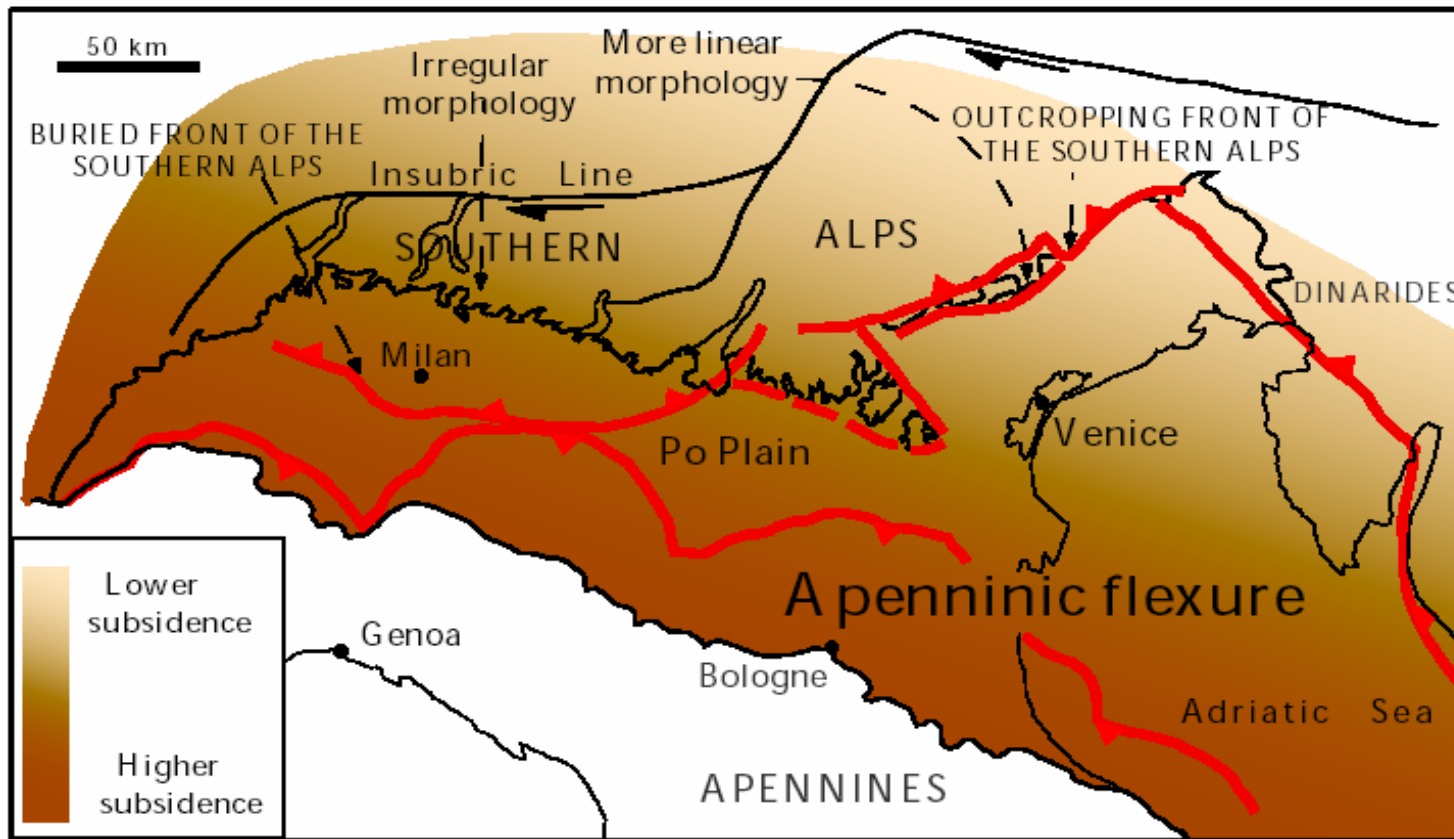 50 km
Irregular
morphology
More linear
morphology
BURIED FRONT OF THE
SOUTHERN ALPS
OUTCROPPING FRONT OF
THE SOUTHERN ALPS
Insubric Line
SOUTHERN
ALPS
DINARIDES
Milan
Po Plain
Venice
Apenninic flexure
Lower
subsidence
Higher
subsidence
Genoa
Bologne
Adriatic Sea
APENNINES